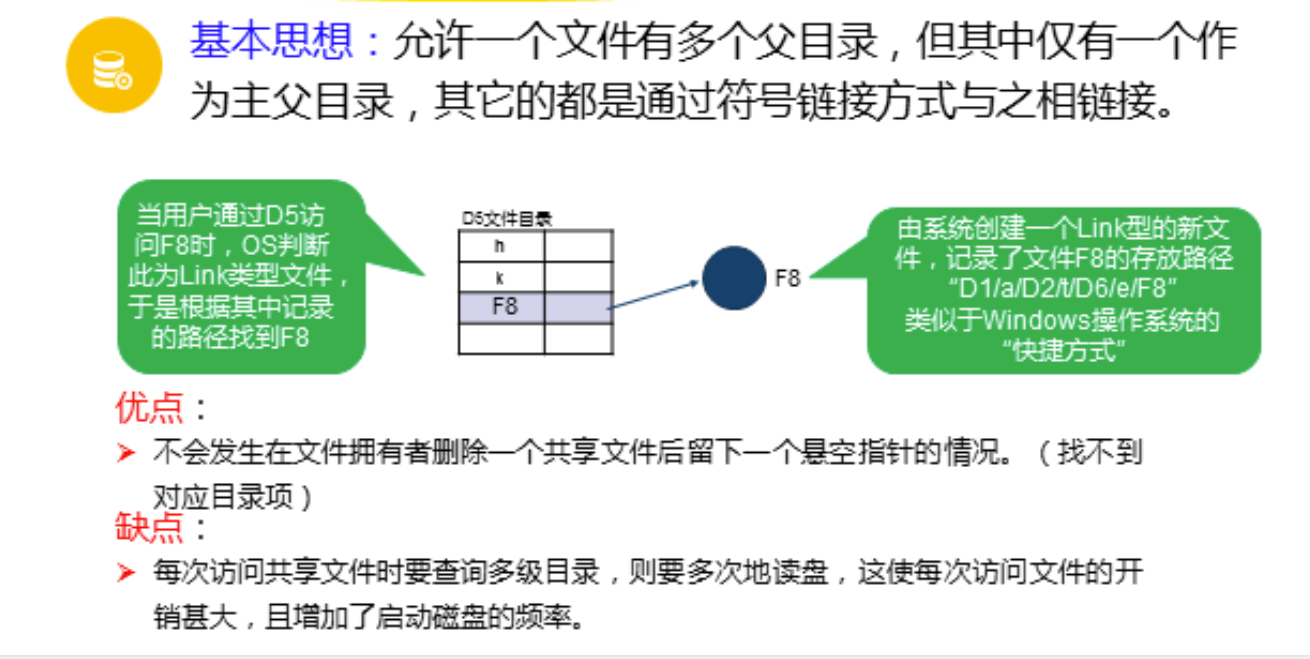 基本思想：允许一个文件有多个父目录，但其中仅有一个作
为主父目录，其它的都是通过符号链接方式与之相链接。
当用户通过D5访
问F8时，OS判断
此为Link类型文件，
于是根据其中记录
的路径找到F8
D5文件目录
h
k
F8
F8
由系统创建一个Link型的新文
件，记录了文件F8的存放路径
“D1/a/D2/t/D6/e/F8”
类似于Windows操作系统的
“快捷方式”
优点：
➢ 不会发生在文件拥有者删除一个共享文件后留下一个悬空指针的情况。（找不到
对应目录项）
缺点：
➢ 每次访问共享文件时要查询多级目录，则要多次地读盘，这使每次访问文件的开
销甚大，且增加了启动磁盘的频率。